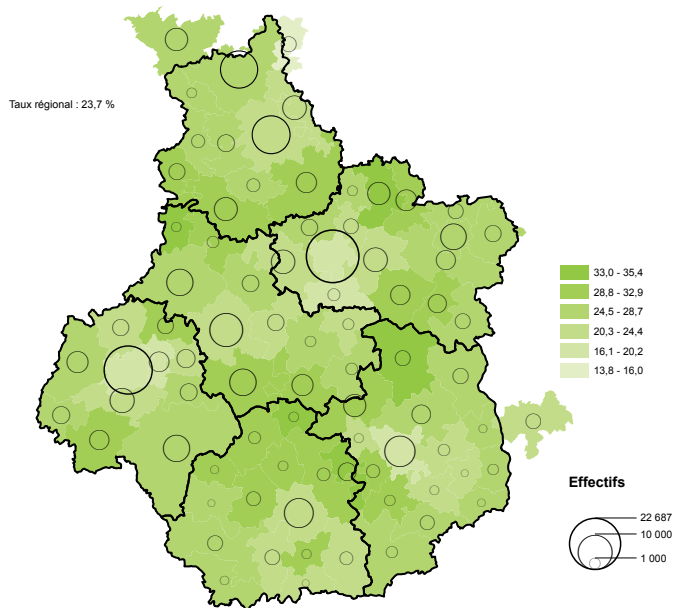 Taux régional : 23,7 %
33,0 - 35,4
28,8 - 32,9
24,5 - 28,7
20,3 - 24,4
16,1 - 20,2
13,8 - 16,0
Effectifs
22 687
10 000
1 000